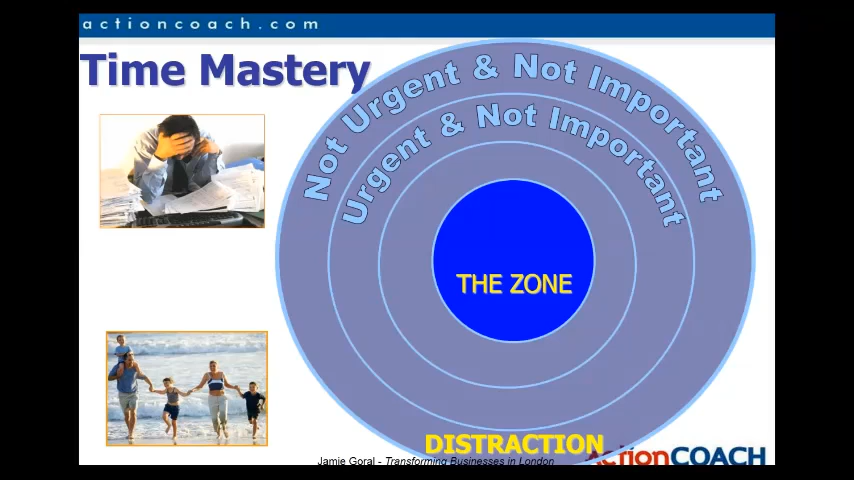 actioncoach.com
Time Mastery
Not Urgent & Not Important
Urgent & Not Important
THE ZONE
DISTRACTION
Jamie Goral - Transforming Businesses in London
ActionCOACH